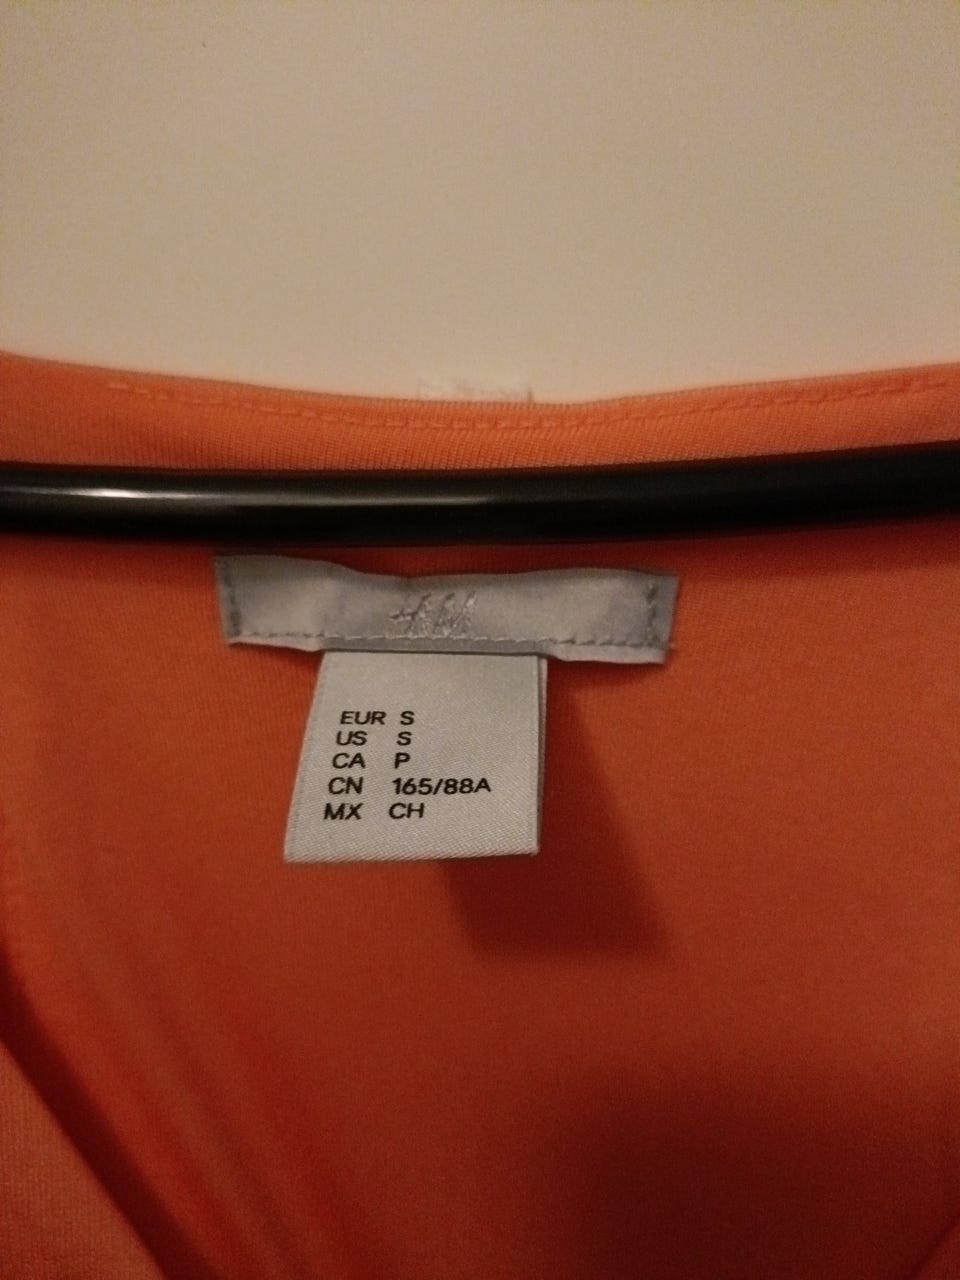 H&M
EUR S
US S
CA P
CN 165/88A
MX CH